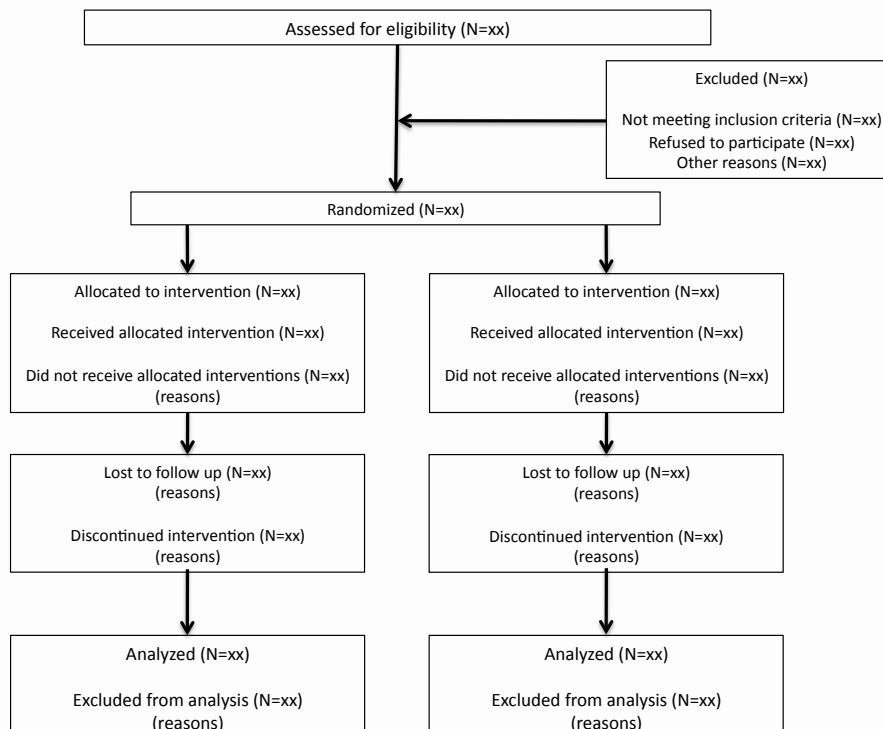 Assessed for eligibility (N=xx)
Excluded (N=xx)
Not meeting inclusion criteria (N=xx)
Refused to participate (N=xx)
Other reasons (N=xx)
Randomized (N=xx)
Allocated to intervention (N=xx)
Received allocated intervention (N=xx)
Did not receive allocated interventions (N=xx)
(reasons)
Allocated to intervention (N=xx)
Received allocated intervention (N=xx)
Did not receive allocated interventions (N=xx)
(reasons)
Lost to follow up (N=xx)
(reasons)
Discontinued intervention (N=xx)
(reasons)
Lost to follow up (N=xx)
(reasons)
Discontinued intervention (N=xx)
(reasons)
Analyzed (N=xx)
Excluded from analysis (N=xx)
(reasons)
Analyzed (N=xx)
Excluded from analysis (N=xx)
(reasons)